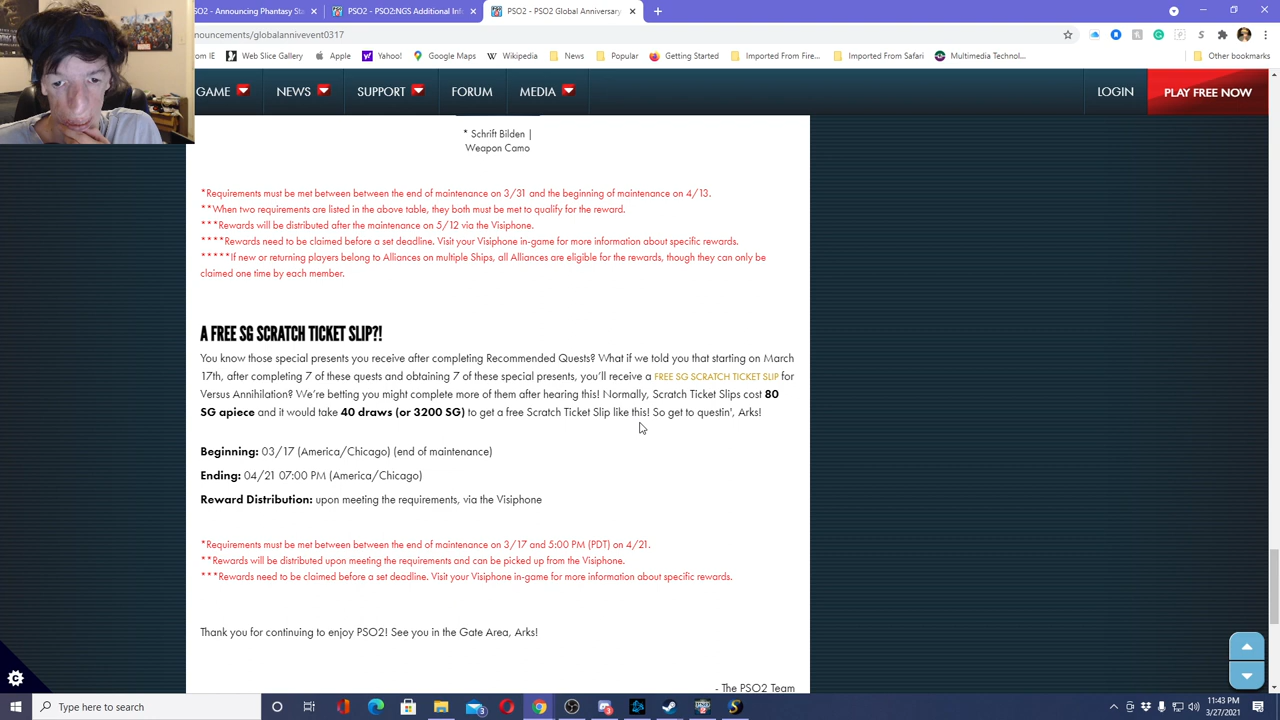 PSO2 - Announcements | PSO2 S
PSO2 - PSO2:NGS Additional Inf
PSO2 - PSO2 Global Anniversary
nouncements/globalannivevent0317
om IE Web Slice Gallery Apple Yahoo! Google Maps Wikipedia News Popular Getting Started Imported From Fire... Imported From Safari Multimedia Technol... Other bookmarks
GAME NEWS SUPPORT FORUM MEDIA LOGIN PLAY FREE NOW
* Schrift Bilden |
Weapon Camo
*Requirements must be met between between the end of maintenance on 3/31 and the beginning of maintenance on 4/13.
**When two requirements are listed in the above table, they both must be met to qualify for the reward.
***Rewards will be distributed after the maintenance on 5/12 via the Visiphone.
****Rewards need to be claimed before a set deadline. Visit your Visiphone in-game for more information about specific rewards.
*****If new or returning players belong to Alliances on multiple Ships, all Alliances are eligible for the rewards, though they can only be
claimed one time by each member.
A FREE SG SCRATCH TICKET SLIP?!
You know those special presents you receive after completing Recommended Quests? What if we told you that starting on March
17th, after completing 7 of these quests and obtaining 7 of these special presents, you'll receive a FREE SG SCRATCH TICKET SLIP for
Versus Annihilation? We're betting you might complete more of them after hearing this! Normally, Scratch Ticket Slips cost 80
SG apiece and it would take 40 draws (or 3200 SG) to get a free Scratch Ticket Slip like this! So get to questin', Arks!
Beginning: 03/17 (America/Chicago) (end of maintenance)
Ending: 04/21 07:00 PM (America/Chicago)
Reward Distribution: upon meeting the requirements, via the Visiphone
*Requirements must be met between between the end of maintenance on 3/17 and 5:00 PM (PDT) on 4/21.
**Rewards will be distributed upon meeting the requirements and can be picked up from the Visiphone.
***Rewards need to be claimed before a set deadline. Visit your Visiphone in-game for more information about specific rewards.
Thank you for continuing to enjoy PSO2! See you in the Gate Area, Arks!
- The PSO2 Team
Type here to search
11:43 PM
3/27/2021